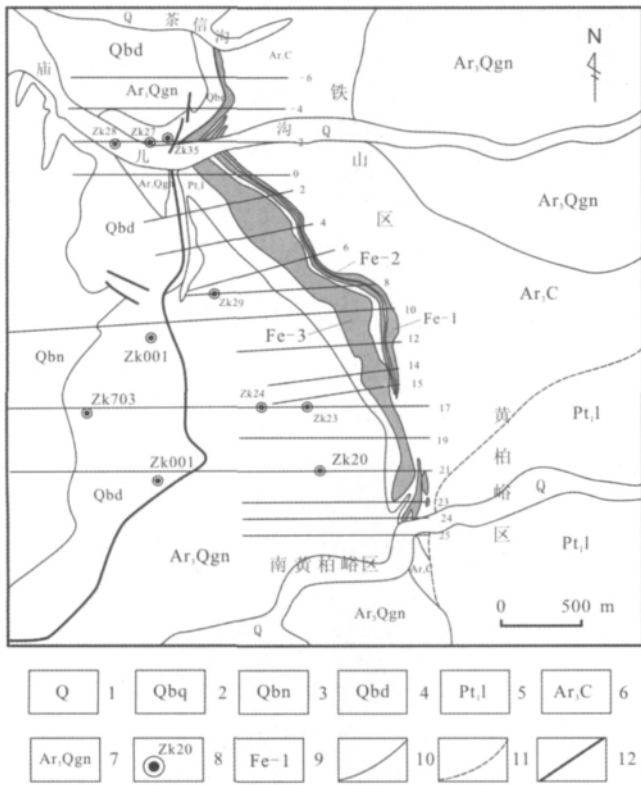 Q
茶信沟
Qbd
Ar₃C
N
Ar₃Qgn
庙
-6
铁
Ar₃Qgn
-4
沟
Q
Zk28
Zk27
-2
儿
Zk35
山
Ar₃Qgn
Pt₁l
0
2
区
Ar₃Qgn
Qbd
4
6
Fe-2
8
Ar₃C
Zk29
10
Fe-1
Zk001
Fe-3
12
Qbn
14
Zk703
Zk24
15
Zk23
17
黄
Pt₁l
19
柏
Zk001
Zk20
21
峪
Q
Qbd
23
24
区
25
Ar₃Qgn
南黄柏峪区
Ar₃C
Pt₁l
0 500 m
Q
Ar₃Qgn
Q 1 Qbq 2 Qbn 3 Qbd 4 Pt₁l 5 Ar₃C 6
Ar₃Qgn 7 Zk20 8 Fe-1 9 10 11 12